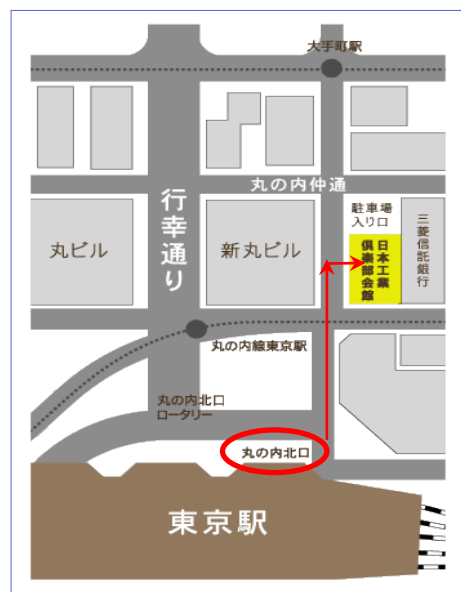 大手町駅
丸の内仲通
行幸通り
駐車場
入り口
丸ビル
新丸ビル
日本工業
倶楽部会館
三菱信託銀行
丸の内線東京駅
丸の内北口
ロータリー
丸の内北口
東京駅